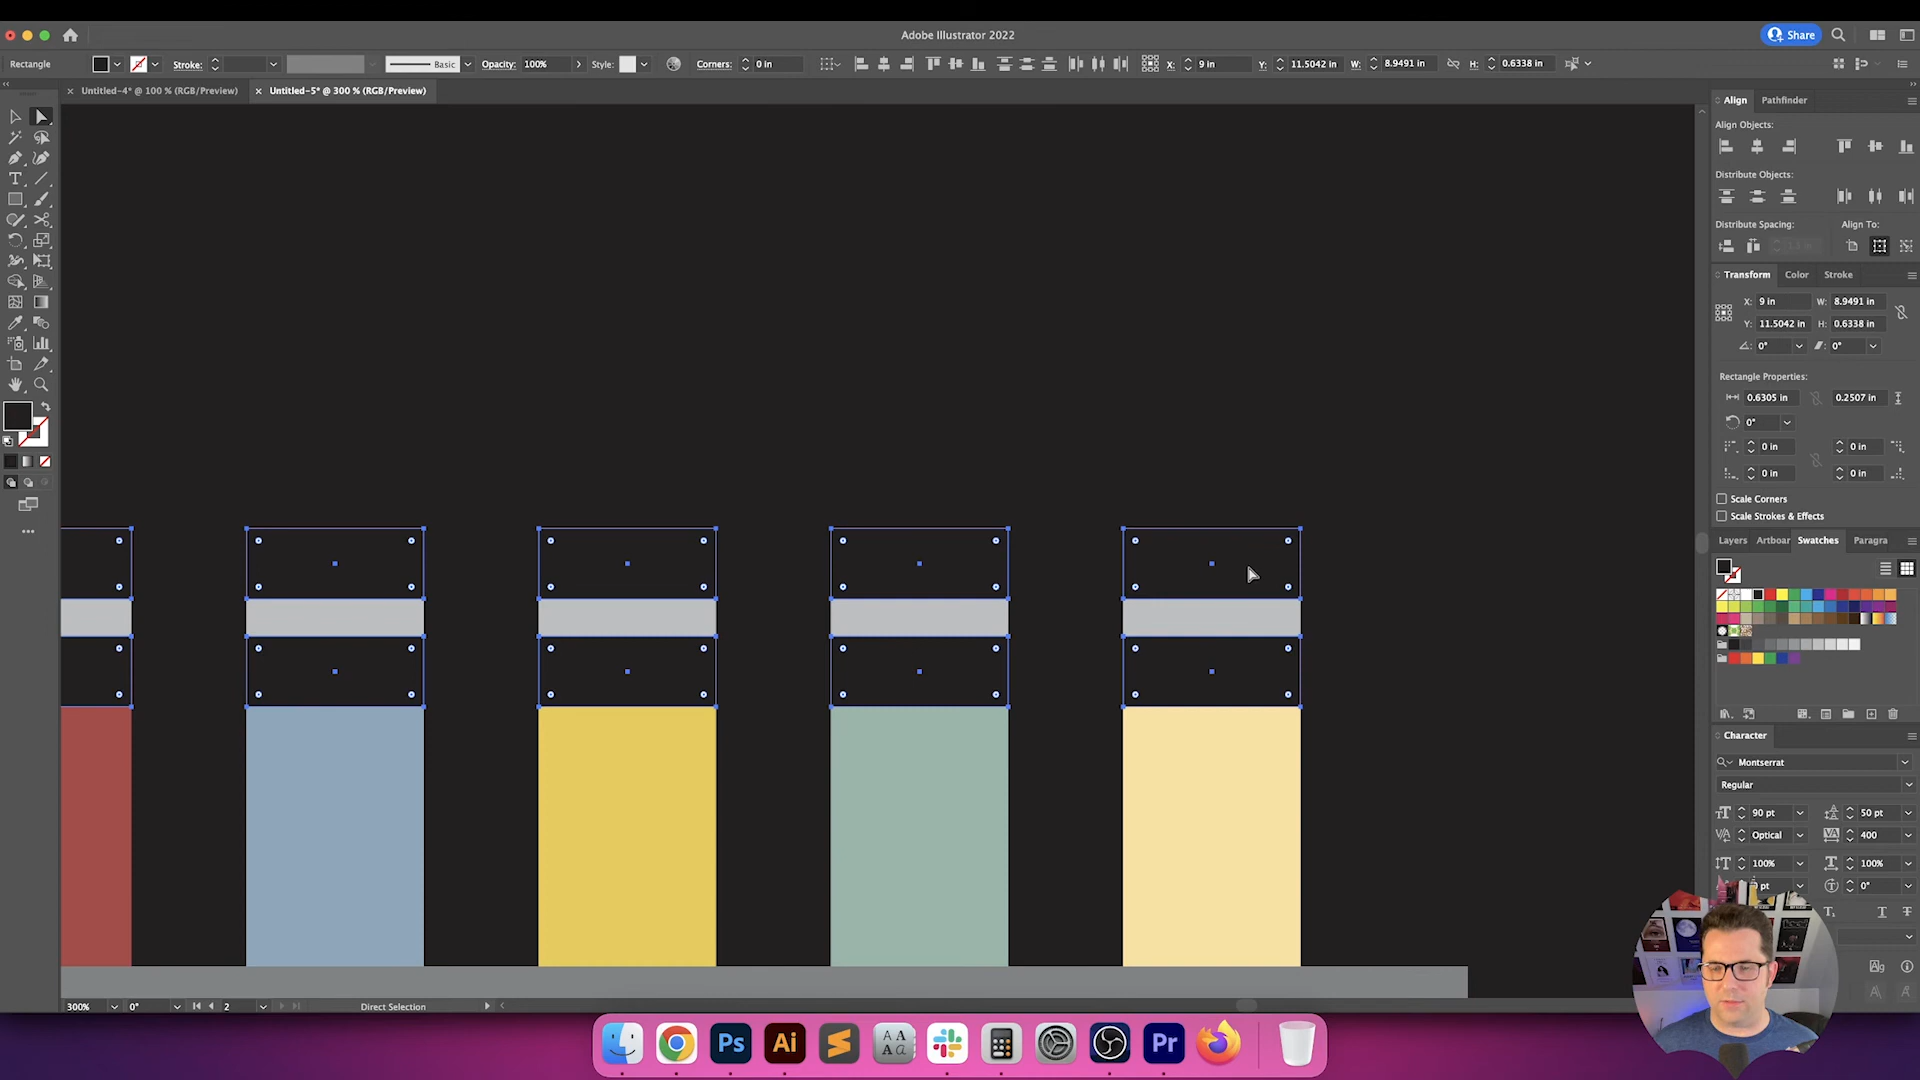 Adobe Illustrator 2022
Share
Rectangle
Stroke:
Basic
Opacity: 100%
Style:
Corners: 0 in
X: 9 in
Y: 11.5042 in
W: 8.9491 in
H: 0.6338 in
Untitled-4* @ 100 % (RGB/Preview)
Untitled-5* @ 300 % (RGB/Preview)
Align
Pathfinder
Align Objects:
Distribute Objects:
Distribute Spacing:
Align To:
Transform
Color
Stroke
X: 9 in
W: 8.9491 in
Y: 11.5042 in
H: 0.6338 in
0°
0°
Rectangle Properties:
0.6305 in
0.2507 in
0°
0 in
0 in
0 in
0 in
Scale Corners
Scale Strokes & Effects
Layers
Artboar
Swatches
Paragra
Character
Montserrat
Regular
90 pt
50 pt
Optical
400
100%
100%
pt
0°
300%
0°
2
Direct Selection
Ps
Ai
Pr